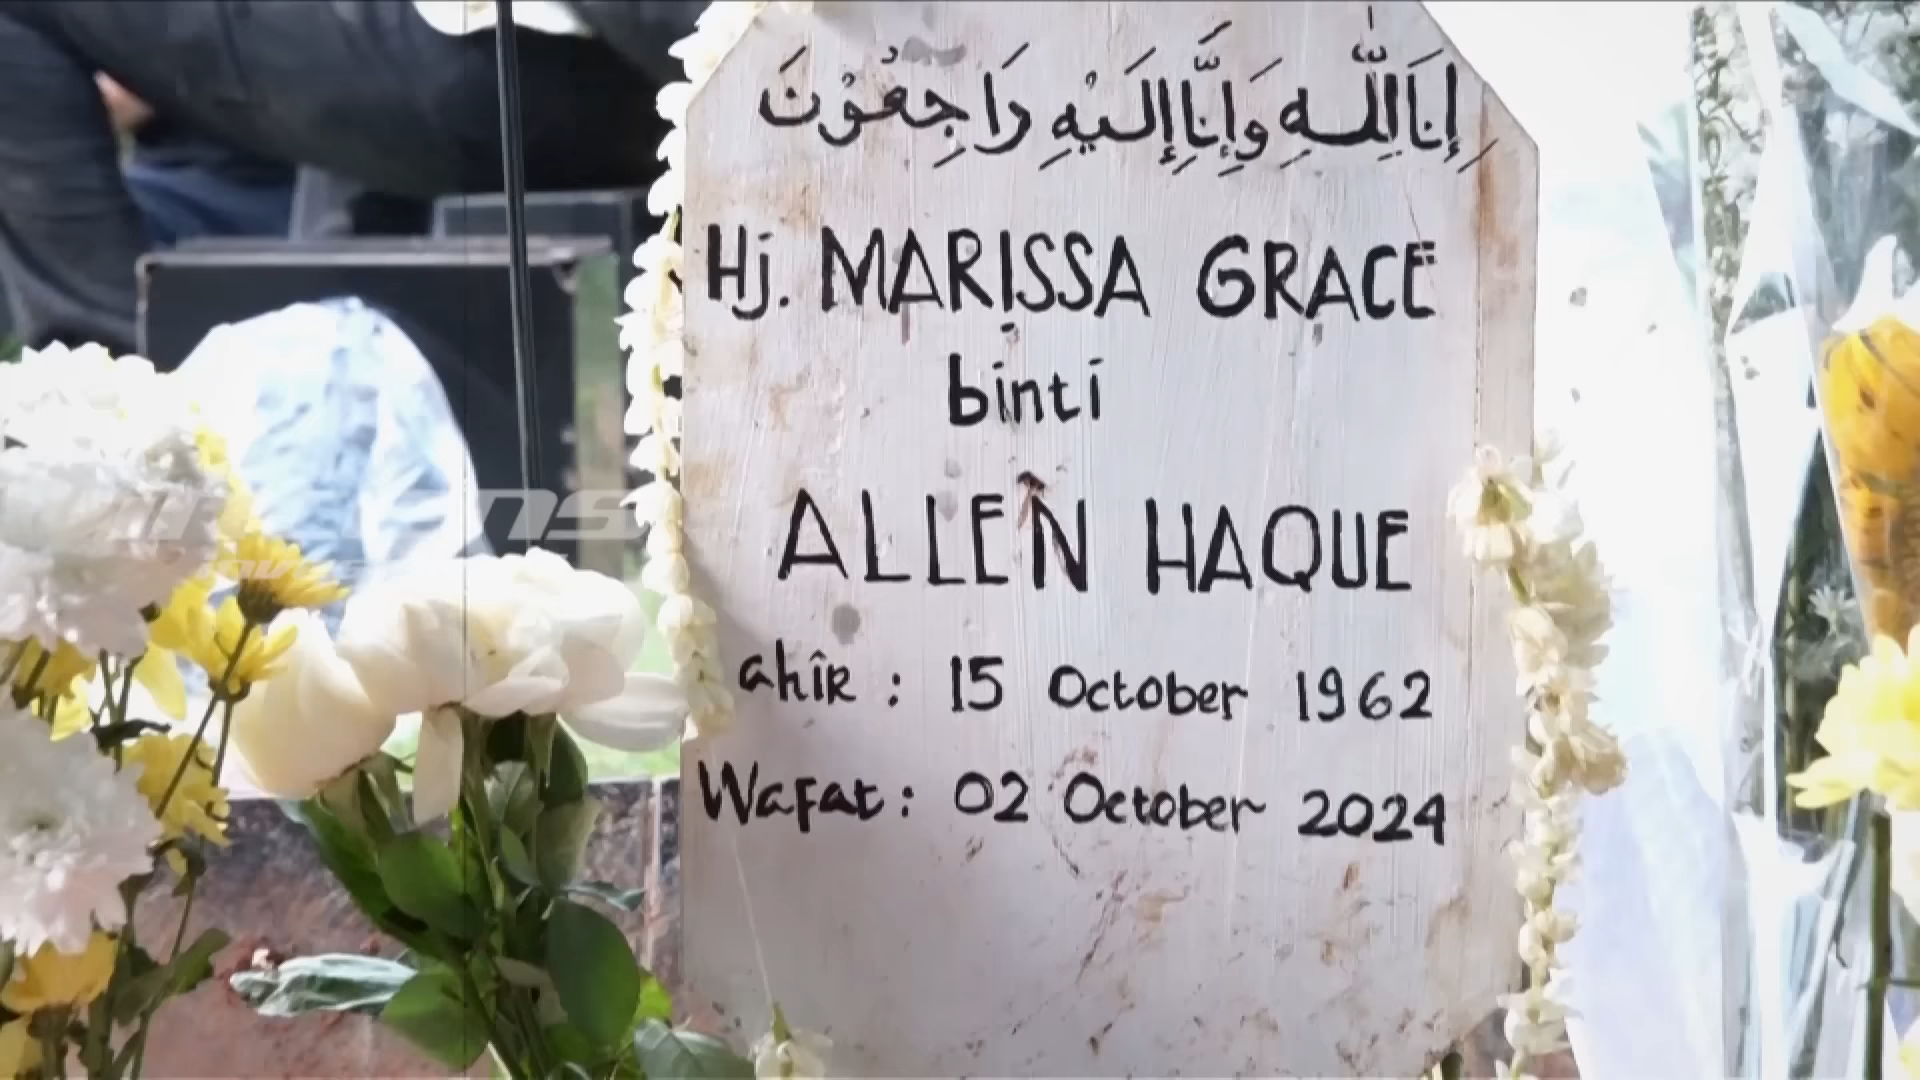 إِنَّا لِلّٰهِ وَإِنَّا إِلَيْهِ رَاجِعُوْنَ
Hj. MARISSA GRACE
binti
ALLEN HAQUE
ahir : 15 October 1962
Wafat : 02 October 2024